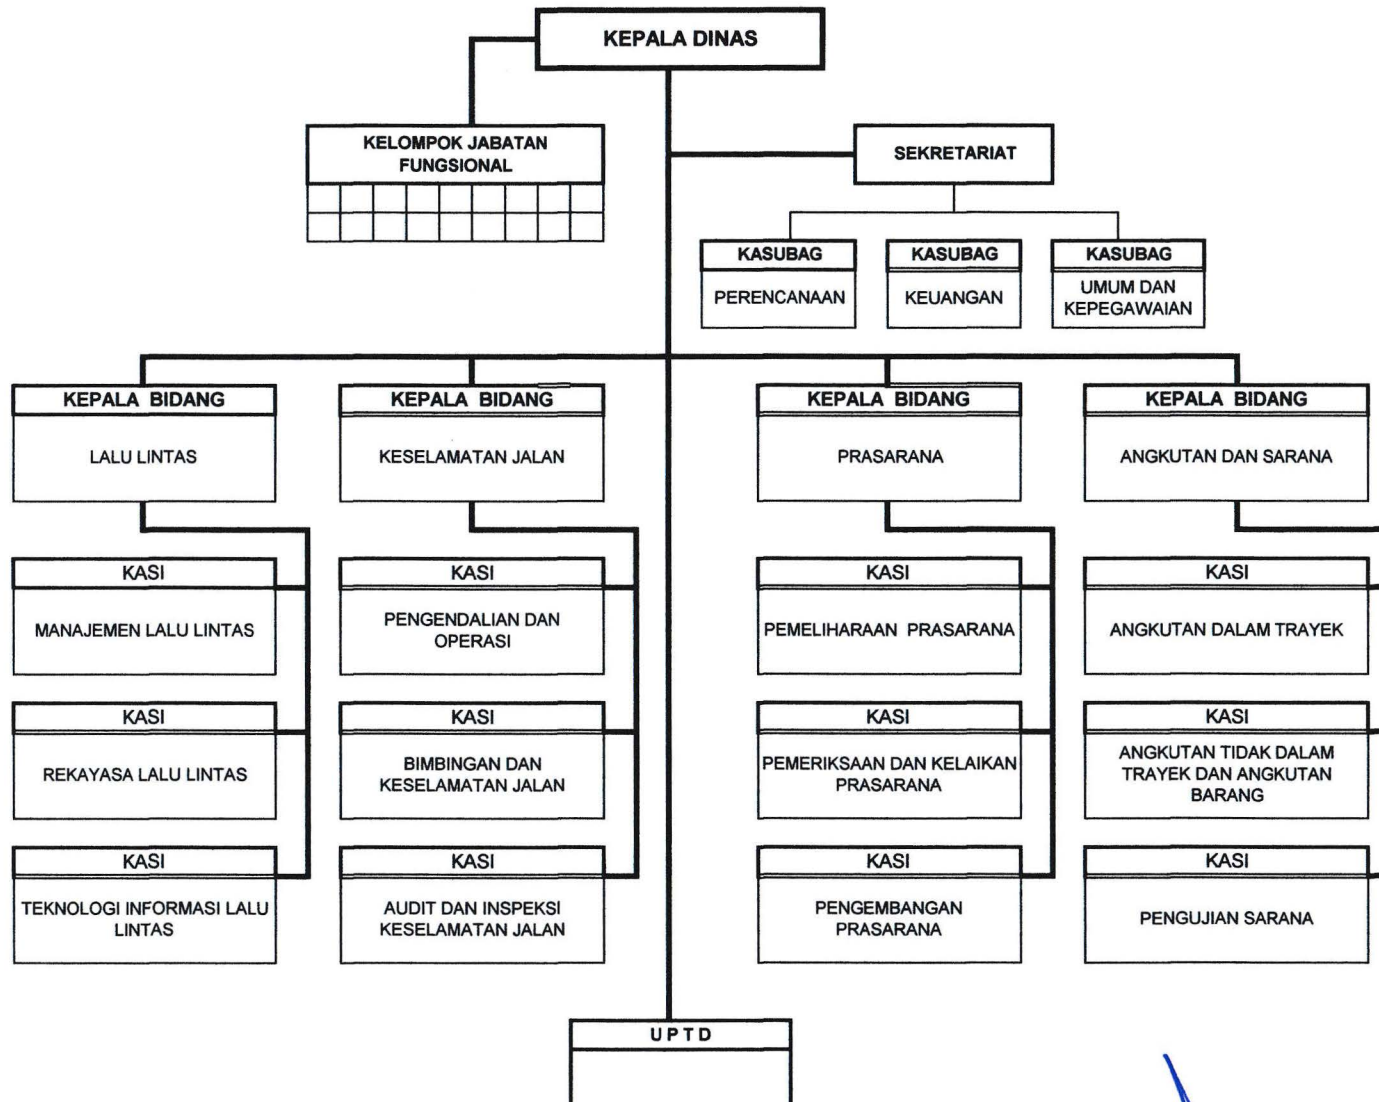 KEPALA DINAS
KELOMPOK JABATAN
FUNGSIONAL
SEKRETARIAT
KASUBAG
PERENCANAAN
KASUBAG
KEUANGAN
KASUBAG
UMUM DAN
KEPEGAWAIAN
KEPALA BIDANG
LALU LINTAS
KEPALA BIDANG
KESELAMATAN JALAN
KEPALA BIDANG
PRASARANA
KEPALA BIDANG
ANGKUTAN DAN SARANA
KASI
MANAJEMEN LALU LINTAS
KASI
PENGENDALIAN DAN
OPERASI
KASI
PEMELIHARAAN PRASARANA
KASI
ANGKUTAN DALAM TRAYEK
KASI
REKAYASA LALU LINTAS
KASI
BIMBINGAN DAN
KESELAMATAN JALAN
KASI
PEMERIKSAAN DAN KELAIKAN
PRASARANA
KASI
ANGKUTAN TIDAK DALAM
TRAYEK DAN ANGKUTAN
BARANG
KASI
TEKNOLOGI INFORMASI LALU
LINTAS
KASI
AUDIT DAN INSPEKSI
KESELAMATAN JALAN
KASI
PENGEMBANGAN
PRASARANA
KASI
PENGUJIAN SARANA
U P T D